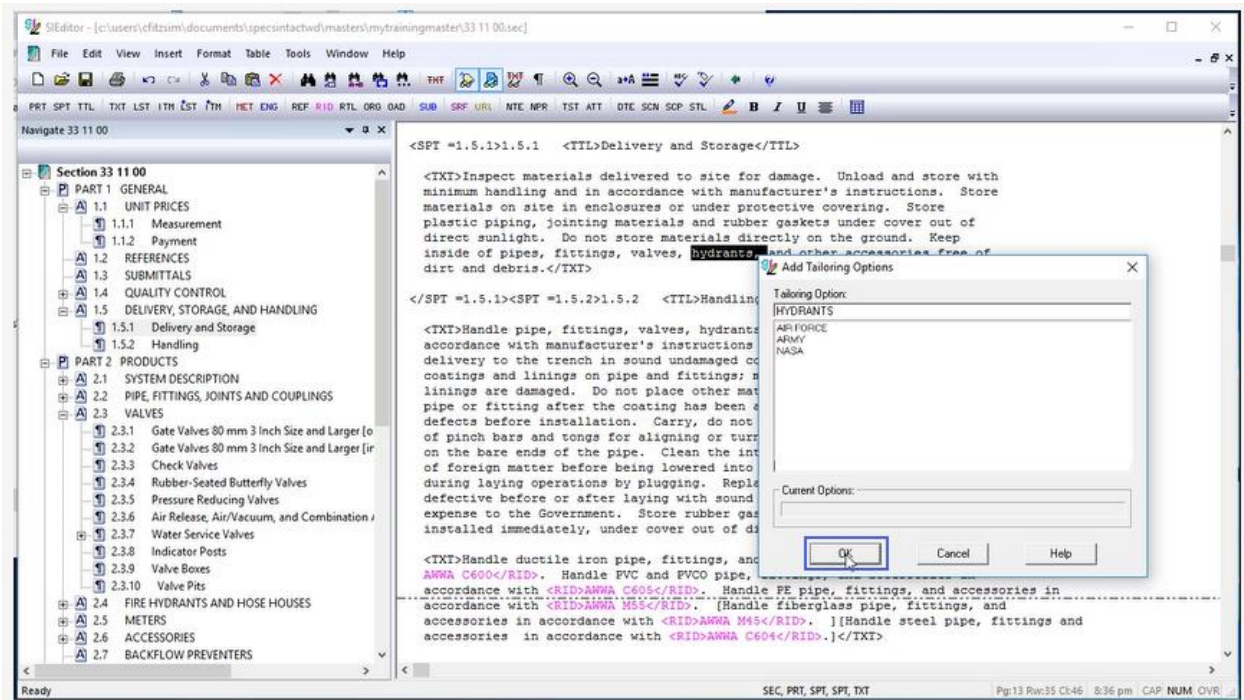 SIEditor - [c:\users\cfitzsim\documents\specsintactwd\masters\mytrainingmaster\33 11 00.sec]
File Edit View Insert Format Table Tools Window Help
PRT SPT TTL TXT LST ITM LST ITM MET ENG REF RID RTL ORG OAD SUB SRF URL NTE NPR TST ATT DTE SCN SCP STL B I U
Navigate 33 11 00
Section 33 11 00
PART 1 GENERAL
1.1 UNIT PRICES
1.1.1 Measurement
1.1.2 Payment
1.2 REFERENCES
1.3 SUBMITTALS
1.4 QUALITY CONTROL
1.5 DELIVERY, STORAGE, AND HANDLING
1.5.1 Delivery and Storage
1.5.2 Handling
PART 2 PRODUCTS
2.1 SYSTEM DESCRIPTION
2.2 PIPE, FITTINGS, JOINTS AND COUPLINGS
2.3 VALVES
2.3.1 Gate Valves 80 mm 3 Inch Size and Larger [o
2.3.2 Gate Valves 80 mm 3 Inch Size and Larger [ir
2.3.3 Check Valves
2.3.4 Rubber-Seated Butterfly Valves
2.3.5 Pressure Reducing Valves
2.3.6 Air Release, Air/Vacuum, and Combination
2.3.7 Water Service Valves
2.3.8 Indicator Posts
2.3.9 Valve Boxes
2.3.10 Valve Pits
2.4 FIRE HYDRANTS AND HOSE HOUSES
2.5 METERS
2.6 ACCESSORIES
2.7 BACKFLOW PREVENTERS
<SPT =1.5.1>1.5.1 <TTL>Delivery and Storage</TTL>
<TXT>Inspect materials delivered to site for damage. Unload and store with
minimum handling and in accordance with manufacturer's instructions. Store
materials on site in enclosures or under protective covering. Store
plastic piping, jointing materials and rubber gaskets under cover out of
direct sunlight. Do not store materials directly on the ground. Keep
inside of pipes, fittings, valves, hydrants, and other accessories free of
dirt and debris.</TXT>
</SPT =1.5.1><SPT =1.5.2>1.5.2 <TTL>Handling
<TXT>Handle pipe, fittings, valves, hydrants
accordance with manufacturer's instructions
delivery to the trench in sound undamaged
coatings and linings on pipe and fittings;
linings are damaged. Do not place other
pipe or fitting after the coating has been
defects before installation. Carry, do not
of pinch bars and tongs for aligning or
on the bare ends of the pipe. Clean the
of foreign matter before being lowered into
during laying operations by plugging.
defective before or after laying with sound
expense to the Government. Store rubber
installed immediately, under cover out of
<TXT>Handle ductile iron pipe, fittings,
AWWA C600</RID>. Handle PVC and PVCO pipe,
accordance with <RID>AWWA C605</RID>. Handle PE pipe, fittings, and accessories in
accordance with <RID>AWWA M55</RID>. [Handle fiberglass pipe, fittings, and
accessories in accordance with <RID>AWWA M45</RID>. ][Handle steel pipe, fittings and
accessories in accordance with <RID>AWWA C604</RID>.]</TXT>
Add Tailoring Options
Tailoring Option:
HYDRANTS
AIR FORCE
ARMY
NASA
Current Options:
OK Cancel Help
Ready SEC, PRT, SPT, SPT, TXT Pg:13 Rw:35 Cl:46 8:36 pm CAP NUM OVR